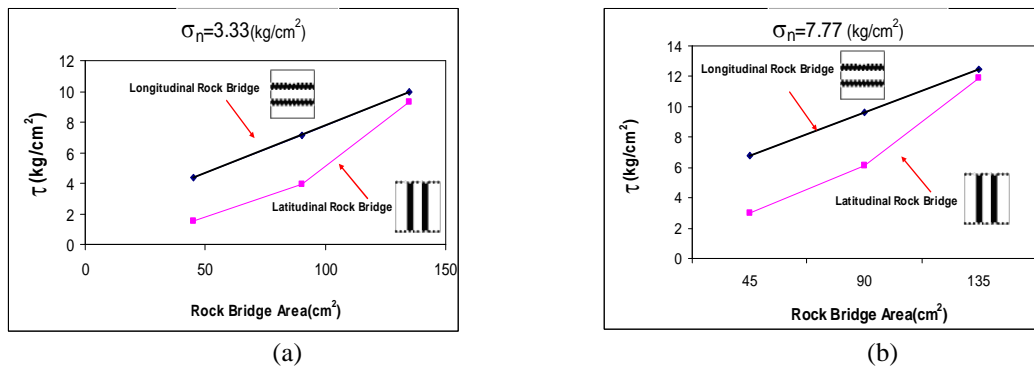 σn=3.33(kg/cm2)
12
10
8
6
4
2
0
τ(kg/cm2)
Longitudinal Rock Bridge
Latitudinal Rock Bridge
0 50 100 150
Rock Bridge Area(cm2)
(a)
σn=7.77 (kg/cm2)
14
12
10
8
6
4
2
0
τ(kg/cm2)
Longitudinal Rock Bridge
Latitudinal Rock Bridge
45 90 135
Rock Bridge Area(cm2)
(b)